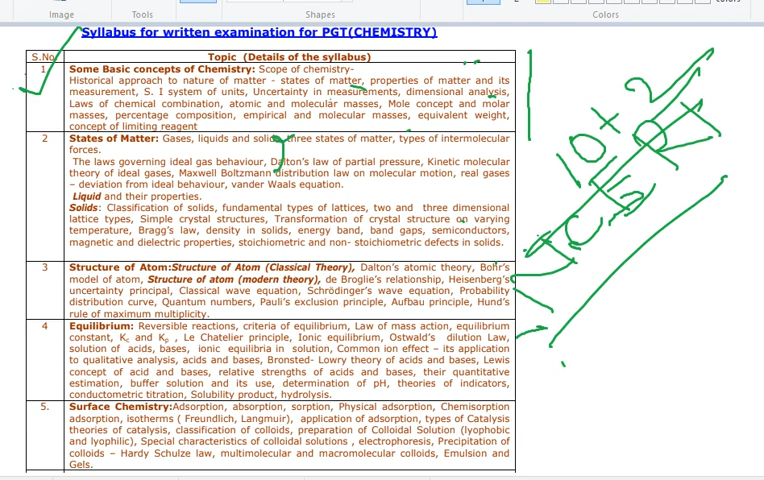 Image
Tools
Shapes
Colors
Syllabus for written examination for PGT(CHEMISTRY)
S.No
Topic (Details of the syllabus)
1
Some Basic concepts of Chemistry: Scope of chemistry-
Historical approach to nature of matter - states of matter, properties of matter and its
measurement, S. I system of units, Uncertainty in measurements, dimensional analysis,
Laws of chemical combination, atomic and molecular masses, Mole concept and molar
masses, percentage composition, empirical and molecular masses, equivalent weight,
concept of limiting reagent
2
States of Matter: Gases, liquids and solids, three states of matter, types of intermolecular
forces.
The laws governing ideal gas behaviour, Dalton's law of partial pressure, Kinetic molecular
theory of ideal gases, Maxwell Boltzmann distribution law on molecular motion, real gases
– deviation from ideal behaviour, vander Waals equation.
Liquid and their properties.
Solids: Classification of solids, fundamental types of lattices, two and three dimensional
lattice types, Simple crystal structures, Transformation of crystal structure on varying
temperature, Bragg's law, density in solids, energy band, band gaps, semiconductors,
magnetic and dielectric properties, stoichiometric and non- stoichiometric defects in solids.
3
Structure of Atom:Structure of Atom (Classical Theory), Dalton's atomic theory, Bohr's
model of atom, Structure of atom (modern theory), de Broglie's relationship, Heisenberg's
uncertainty principal, Classical wave equation, Schrödinger's wave equation, Probability
distribution curve, Quantum numbers, Pauli's exclusion principle, Aufbau principle, Hund's
rule of maximum multiplicity.
4
Equilibrium: Reversible reactions, criteria of equilibrium, Law of mass action, equilibrium
constant, Kc and Kp , Le Chatelier principle, Ionic equilibrium, Ostwald's dilution Law,
solution of acids, bases, ionic equilibria in solution, Common ion effect – its application
to qualitative analysis, acids and bases, Bronsted- Lowry theory of acids and bases, Lewis
concept of acid and bases, relative strengths of acids and bases, their quantitative
estimation, buffer solution and its use, determination of pH, theories of indicators,
conductometric titration, Solubility product, hydrolysis.
5.
Surface Chemistry:Adsorption, absorption, sorption, Physical adsorption, Chemisorption
adsorption, isotherms ( Freundlich, Langmuir), application of adsorption, types of Catalysis
theories of catalysis, classification of colloids, preparation of Colloidal Solution (lyophobic
and lyophilic), Special characteristics of colloidal solutions , electrophoresis, Precipitation of
colloids – Hardy Schulze law, multimolecular and macromolecular colloids, Emulsion and
Gels.
10 x 2